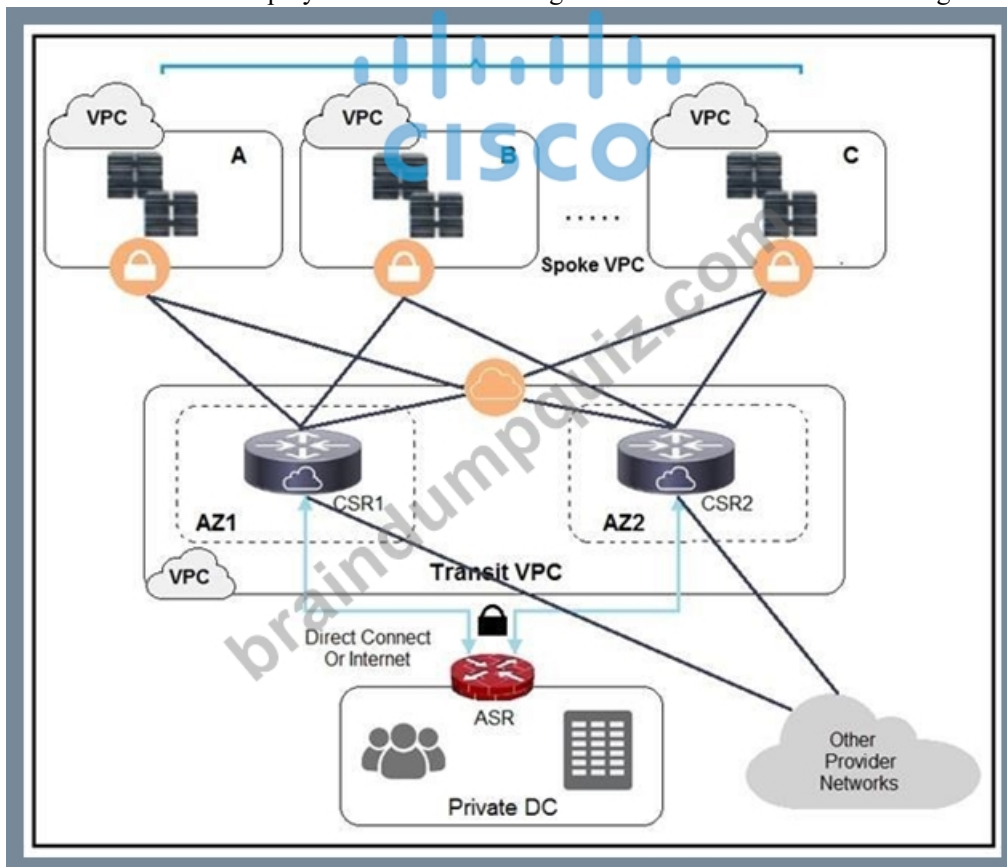 VPC
VPC
VPC
A
B
C
CISCO
.....
Spoke VPC
CSR1
CSR2
AZ1
AZ2
VPC
Transit VPC
Direct Connect
Or Internet
ASR
Private DC
Other
Provider
Networks
braindumpquiz.com